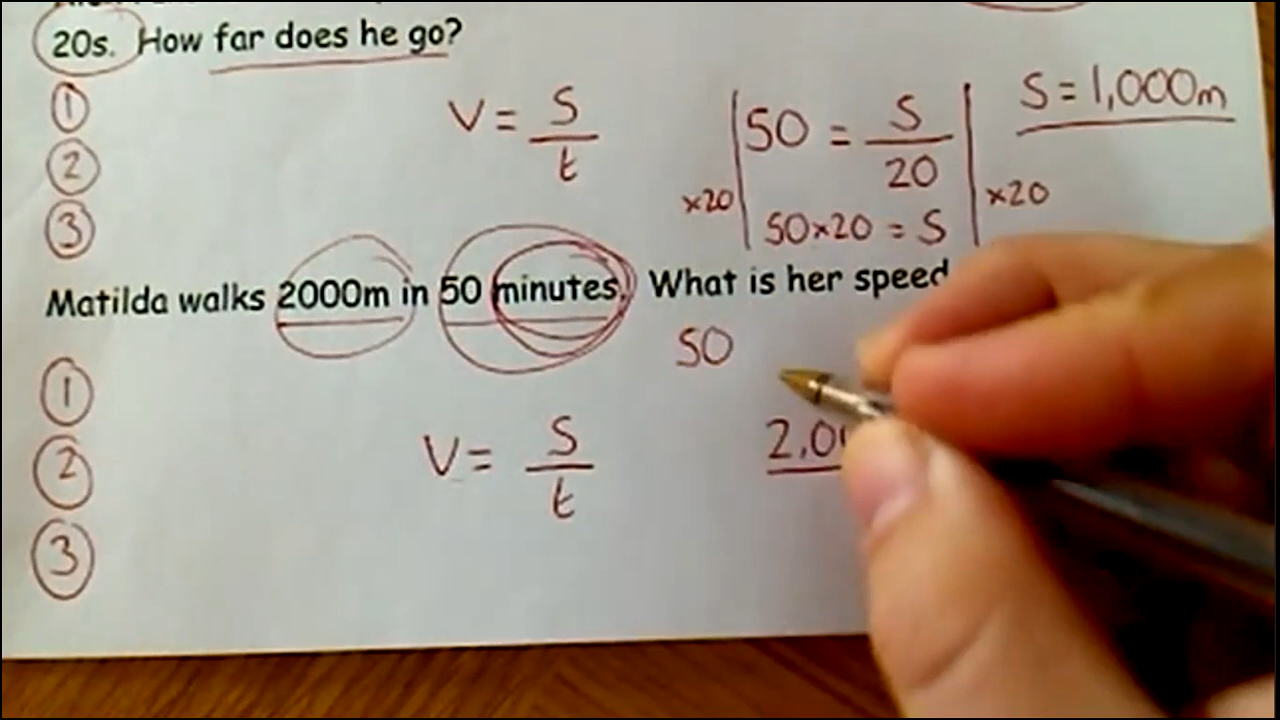 20s. How far does he go?
1
2
3
V = S
t
50 = S
20
×20
50×20 = S
×20
S = 1,000m
Matilda walks 2000m in 50 minutes. What is her speed
50
1
2
3
V = S
t